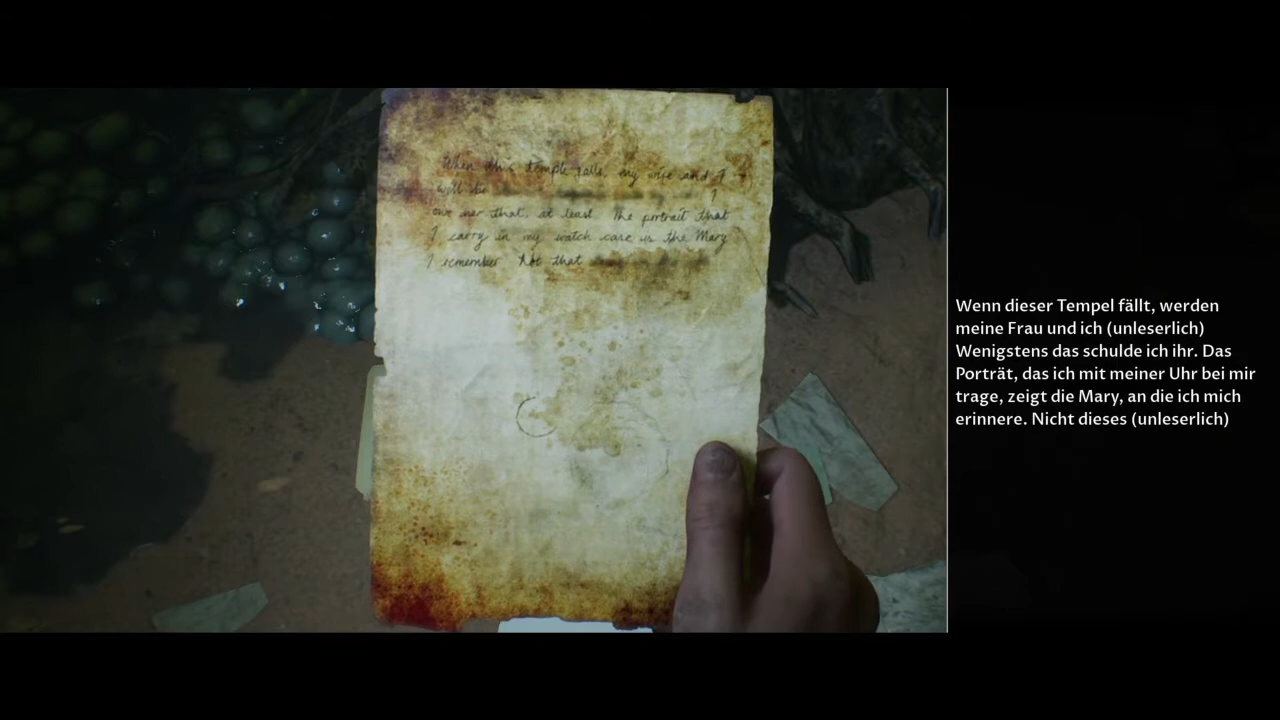 When this temple falls, my wife and I
will die
I
owe her that, at least. The portrait that
I carry in my watch case is the Mary
I remember. Not that
Wenn dieser Tempel fällt, werden
meine Frau und ich (unleserlich)
Wenigstens das schulde ich ihr. Das
Porträt, das ich mit meiner Uhr bei mir
trage, zeigt die Mary, an die ich mich
erinnere. Nicht dieses (unleserlich)